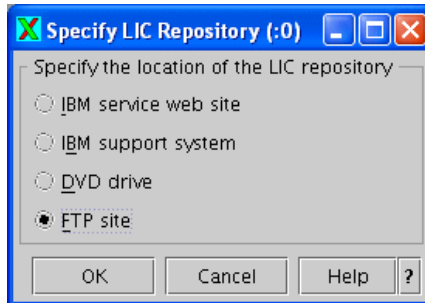 Specify LIC Repository (:0)
Specify the location of the LIC repository
IBM service web site
IBM support system
DVD drive
FTP site
OK Cancel Help ?